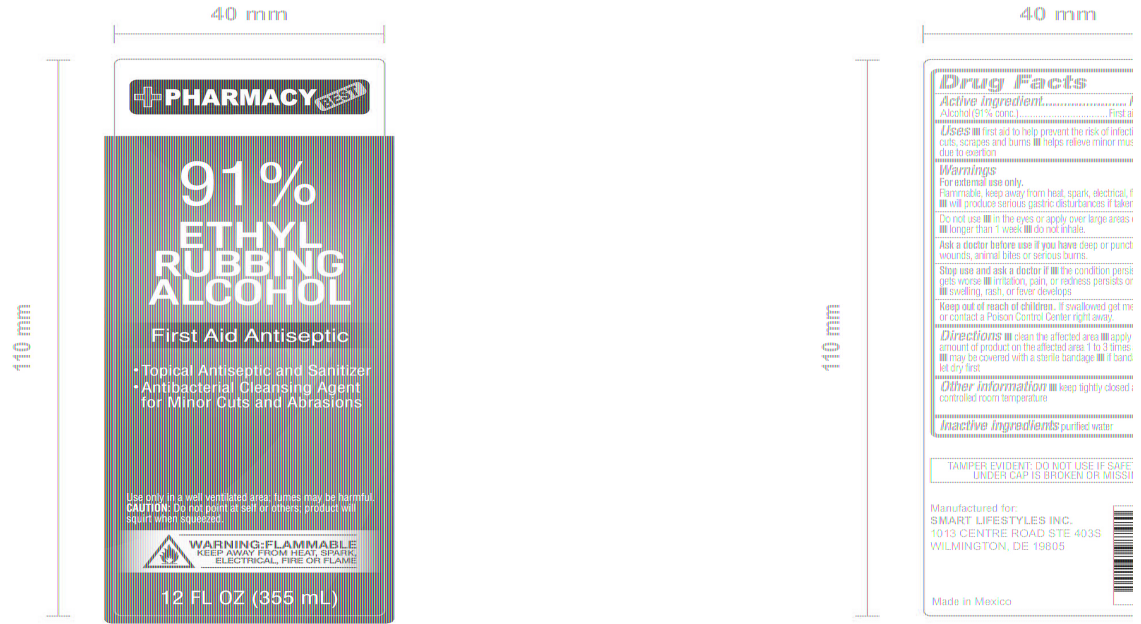 40 mm
110 mm
PHARMACY BEST
91%
ETHYL
RUBBING
ALCOHOL
First Aid Antiseptic
• Topical Antiseptic and Sanitizer
• Antibacterial Cleansing Agent
for Minor Cuts and Abrasions
Use only in a well ventilated area; fumes may be harmful.
CAUTION: Do not point at self or others; product will
squirt when squeezed.
WARNING:FLAMMABLE
KEEP AWAY FROM HEAT, SPARK,
ELECTRICAL, FIRE OR FLAME
12 FL OZ (355 mL)
40 mm
110 mm
Drug Facts
Active ingredient
Alcohol (91% conc.) First
Uses first aid to help prevent the risk of
cuts, scrapes and burns helps relieve minor
due to exertion
Warnings
For external use only.
Flammable, keep away from heat, spark, electrical,
will produce serious gastric disturbances if taken
Do not use in the eyes or apply over large areas
longer than 1 week do not inhale.
Ask a doctor before use if you have deep or
wounds, animal bites or serious burns.
Stop use and ask a doctor if the condition
gets worse irritation, pain, or redness persists or
swelling, rash, or fever develops
Keep out of reach of children. If swallowed get
or contact a Poison Control Center right away.
Directions clean the affected area apply
amount of product on the affected area 1 to 3 times
may be covered with a sterile bandage if
let dry first
Other information keep tightly closed
controlled room temperature
Inactive ingredients purified water
TAMPER EVIDENT: DO NOT USE IF
UNDER CAP IS BROKEN OR
Manufactured for:
SMART LIFESTYLES INC.
1013 CENTRE ROAD STE 403S
WILMINGTON, DE 19805
Made in Mexico